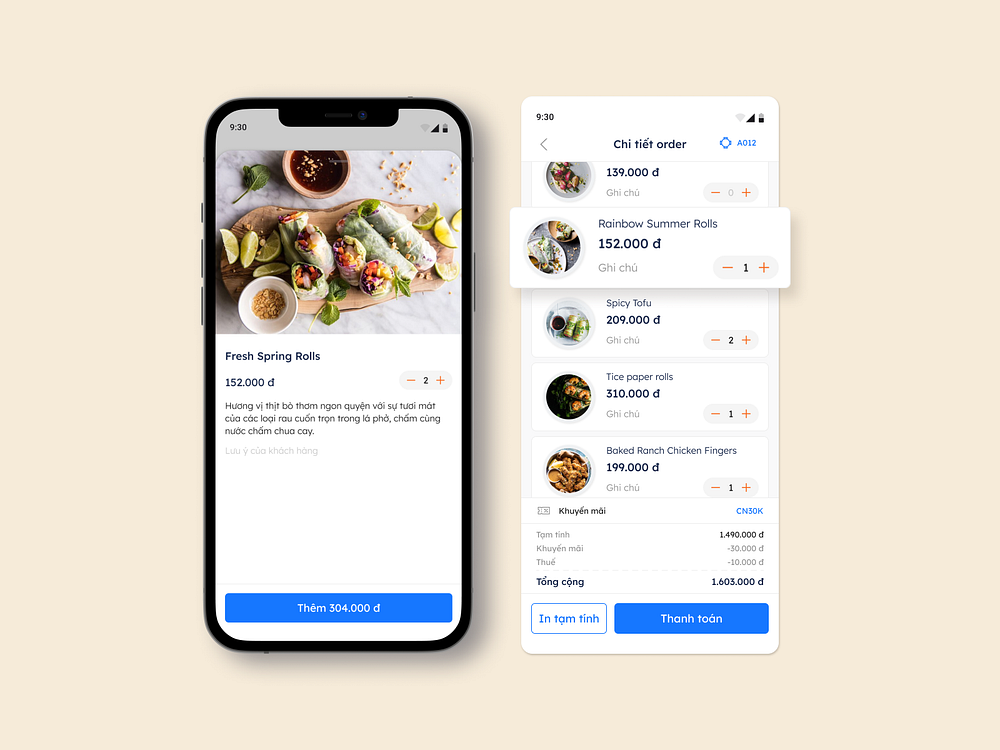 9:30
Fresh Spring Rolls
152.000 đ
2
Hương vị thịt bò thơm ngon quyện với sự tươi mát
của các loại rau cuốn trọn trong lá phở, chấm cùng
nước chấm chua cay.
Lưu ý của khách hàng
Thêm 304.000 đ
9:30
Chi tiết order
A012
139.000 đ
Ghi chú
0
Rainbow Summer Rolls
152.000 đ
Ghi chú
1
Spicy Tofu
209.000 đ
Ghi chú
2
Tice paper rolls
310.000 đ
Ghi chú
1
Baked Ranch Chicken Fingers
199.000 đ
Ghi chú
1
Khuyến mãi
CN30K
Tạm tính 1.490.000 đ
Khuyến mãi -30.000 đ
Thuế -10.000 đ
Tổng cộng 1.603.000 đ
In tạm tính
Thanh toán